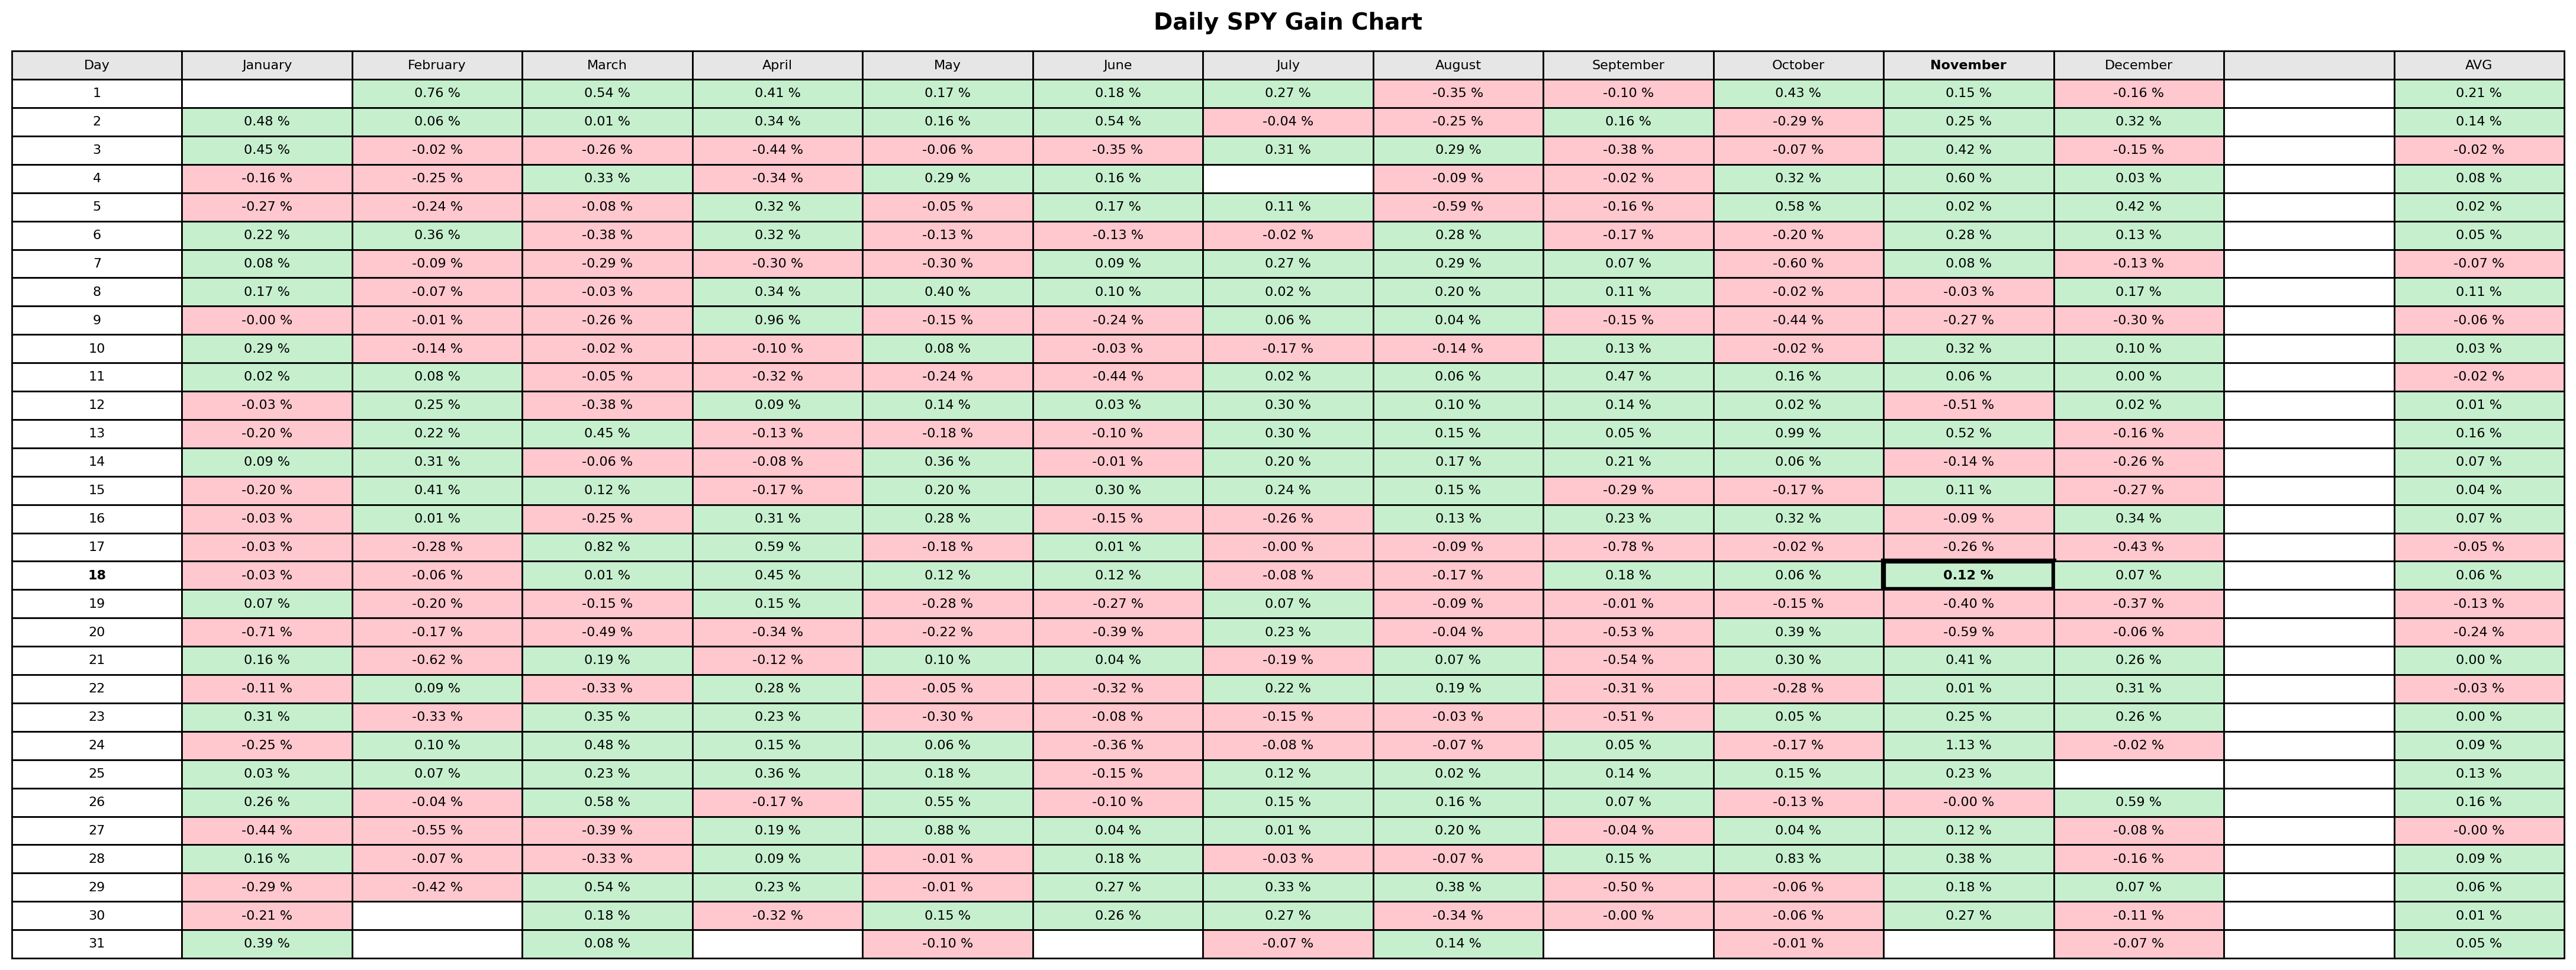 Daily SPY Gain Chart
Day January February March April May June July August September October November December AVG
1 0.76 % 0.54 % 0.41 % 0.17 % 0.18 % 0.27 % -0.35 % -0.10 % 0.43 % 0.15 % -0.16 % 0.21 %
2 0.48 % 0.06 % 0.01 % 0.34 % 0.16 % 0.54 % -0.04 % -0.25 % 0.16 % -0.29 % 0.25 % 0.32 % 0.14 %
3 0.45 % -0.02 % -0.26 % -0.44 % -0.06 % -0.35 % 0.31 % 0.29 % -0.38 % -0.07 % 0.42 % -0.15 % -0.02 %
4 -0.16 % -0.25 % 0.33 % -0.34 % 0.29 % 0.16 % -0.09 % -0.02 % 0.32 % 0.60 % 0.03 % 0.08 %
5 -0.27 % -0.24 % -0.08 % 0.32 % -0.05 % 0.17 % 0.11 % -0.59 % -0.16 % 0.58 % 0.02 % 0.42 % 0.02 %
6 0.22 % 0.36 % -0.38 % 0.32 % -0.13 % -0.13 % -0.02 % 0.28 % -0.17 % -0.20 % 0.28 % 0.13 % 0.05 %
7 0.08 % -0.09 % -0.29 % -0.30 % -0.30 % 0.09 % 0.27 % 0.29 % 0.07 % -0.60 % 0.08 % -0.13 % -0.07 %
8 0.17 % -0.07 % -0.03 % 0.34 % 0.40 % 0.10 % 0.02 % 0.20 % 0.11 % -0.02 % -0.03 % 0.17 % 0.11 %
9 -0.00 % -0.01 % -0.26 % 0.96 % -0.15 % -0.24 % 0.06 % 0.04 % -0.15 % -0.44 % -0.27 % -0.30 % -0.06 %
10 0.29 % -0.14 % -0.02 % -0.10 % 0.08 % -0.03 % -0.17 % -0.14 % 0.13 % -0.02 % 0.32 % 0.10 % 0.03 %
11 0.02 % 0.08 % -0.05 % -0.32 % -0.24 % -0.44 % 0.02 % 0.06 % 0.47 % 0.16 % 0.06 % 0.00 % -0.02 %
12 -0.03 % 0.25 % -0.38 % 0.09 % 0.14 % 0.03 % 0.30 % 0.10 % 0.14 % 0.02 % -0.51 % 0.02 % 0.01 %
13 -0.20 % 0.22 % 0.45 % -0.13 % -0.18 % -0.10 % 0.30 % 0.15 % 0.05 % 0.99 % 0.52 % -0.16 % 0.16 %
14 0.09 % 0.31 % -0.06 % -0.08 % 0.36 % -0.01 % 0.20 % 0.17 % 0.21 % 0.06 % -0.14 % -0.26 % 0.07 %
15 -0.20 % 0.41 % 0.12 % -0.17 % 0.20 % 0.30 % 0.24 % 0.15 % -0.29 % -0.17 % 0.11 % -0.27 % 0.04 %
16 -0.03 % 0.01 % -0.25 % 0.31 % 0.28 % -0.15 % -0.26 % 0.13 % 0.23 % 0.32 % -0.09 % 0.34 % 0.07 %
17 -0.03 % -0.28 % 0.82 % 0.59 % -0.18 % 0.01 % -0.00 % -0.09 % -0.78 % -0.02 % -0.26 % -0.43 % -0.05 %
18 -0.03 % -0.06 % 0.01 % 0.45 % 0.12 % 0.12 % -0.08 % -0.17 % 0.18 % 0.06 % 0.12 % 0.07 % 0.06 %
19 0.07 % -0.20 % -0.15 % 0.15 % -0.28 % -0.27 % 0.07 % -0.09 % -0.01 % -0.15 % -0.40 % -0.37 % -0.13 %
20 -0.71 % -0.17 % -0.49 % -0.34 % -0.22 % -0.39 % 0.23 % -0.04 % -0.53 % 0.39 % -0.59 % -0.06 % -0.24 %
21 0.16 % -0.62 % 0.19 % -0.12 % 0.10 % 0.04 % -0.19 % 0.07 % -0.54 % 0.30 % 0.41 % 0.26 % 0.00 %
22 -0.11 % 0.09 % -0.33 % 0.28 % -0.05 % -0.32 % 0.22 % 0.19 % -0.31 % -0.28 % 0.01 % 0.31 % -0.03 %
23 0.31 % -0.33 % 0.35 % 0.23 % -0.30 % -0.08 % -0.15 % -0.03 % -0.51 % 0.05 % 0.25 % 0.26 % 0.00 %
24 -0.25 % 0.10 % 0.48 % 0.15 % 0.06 % -0.36 % -0.08 % -0.07 % 0.05 % -0.17 % 1.13 % -0.02 % 0.09 %
25 0.03 % 0.07 % 0.23 % 0.36 % 0.18 % -0.15 % 0.12 % 0.02 % 0.14 % 0.15 % 0.23 % 0.13 %
26 0.26 % -0.04 % 0.58 % -0.17 % 0.55 % -0.10 % 0.15 % 0.16 % 0.07 % -0.13 % -0.00 % 0.59 % 0.16 %
27 -0.44 % -0.55 % -0.39 % 0.19 % 0.88 % 0.04 % 0.01 % 0.20 % -0.04 % 0.04 % 0.12 % -0.08 % -0.00 %
28 0.16 % -0.07 % -0.33 % 0.09 % -0.01 % 0.18 % -0.03 % -0.07 % 0.15 % 0.83 % 0.38 % -0.16 % 0.09 %
29 -0.29 % -0.42 % 0.54 % 0.23 % -0.01 % 0.27 % 0.33 % 0.38 % -0.50 % -0.06 % 0.18 % 0.07 % 0.06 %
30 -0.21 % 0.18 % -0.32 % 0.15 % 0.26 % 0.27 % -0.34 % -0.00 % -0.06 % 0.27 % -0.11 % 0.01 %
31 0.39 % 0.08 % -0.10 % -0.07 % 0.14 % -0.01 % -0.07 % 0.05 %